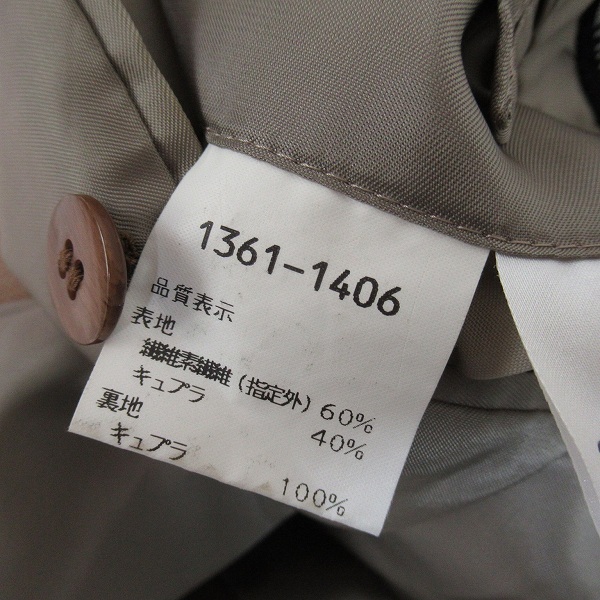 1361-1406
品質表示
表地
繊維素繊維(指定外) 60%
キュプラ 40%
裏地
キュプラ 100%